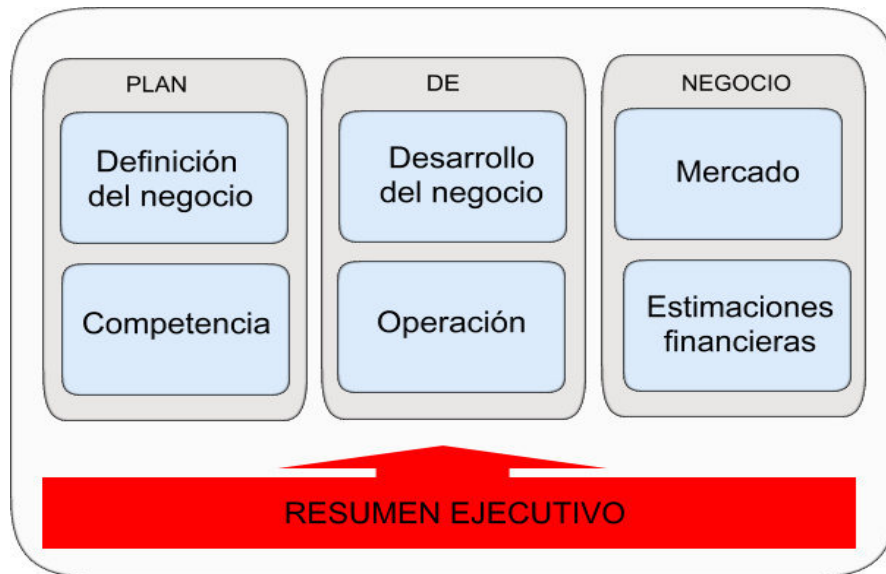 PLAN
DE
NEGOCIO
Definición
del negocio
Desarrollo
del negocio
Mercado
Competencia
Operación
Estimaciones
financieras
RESUMEN EJECUTIVO